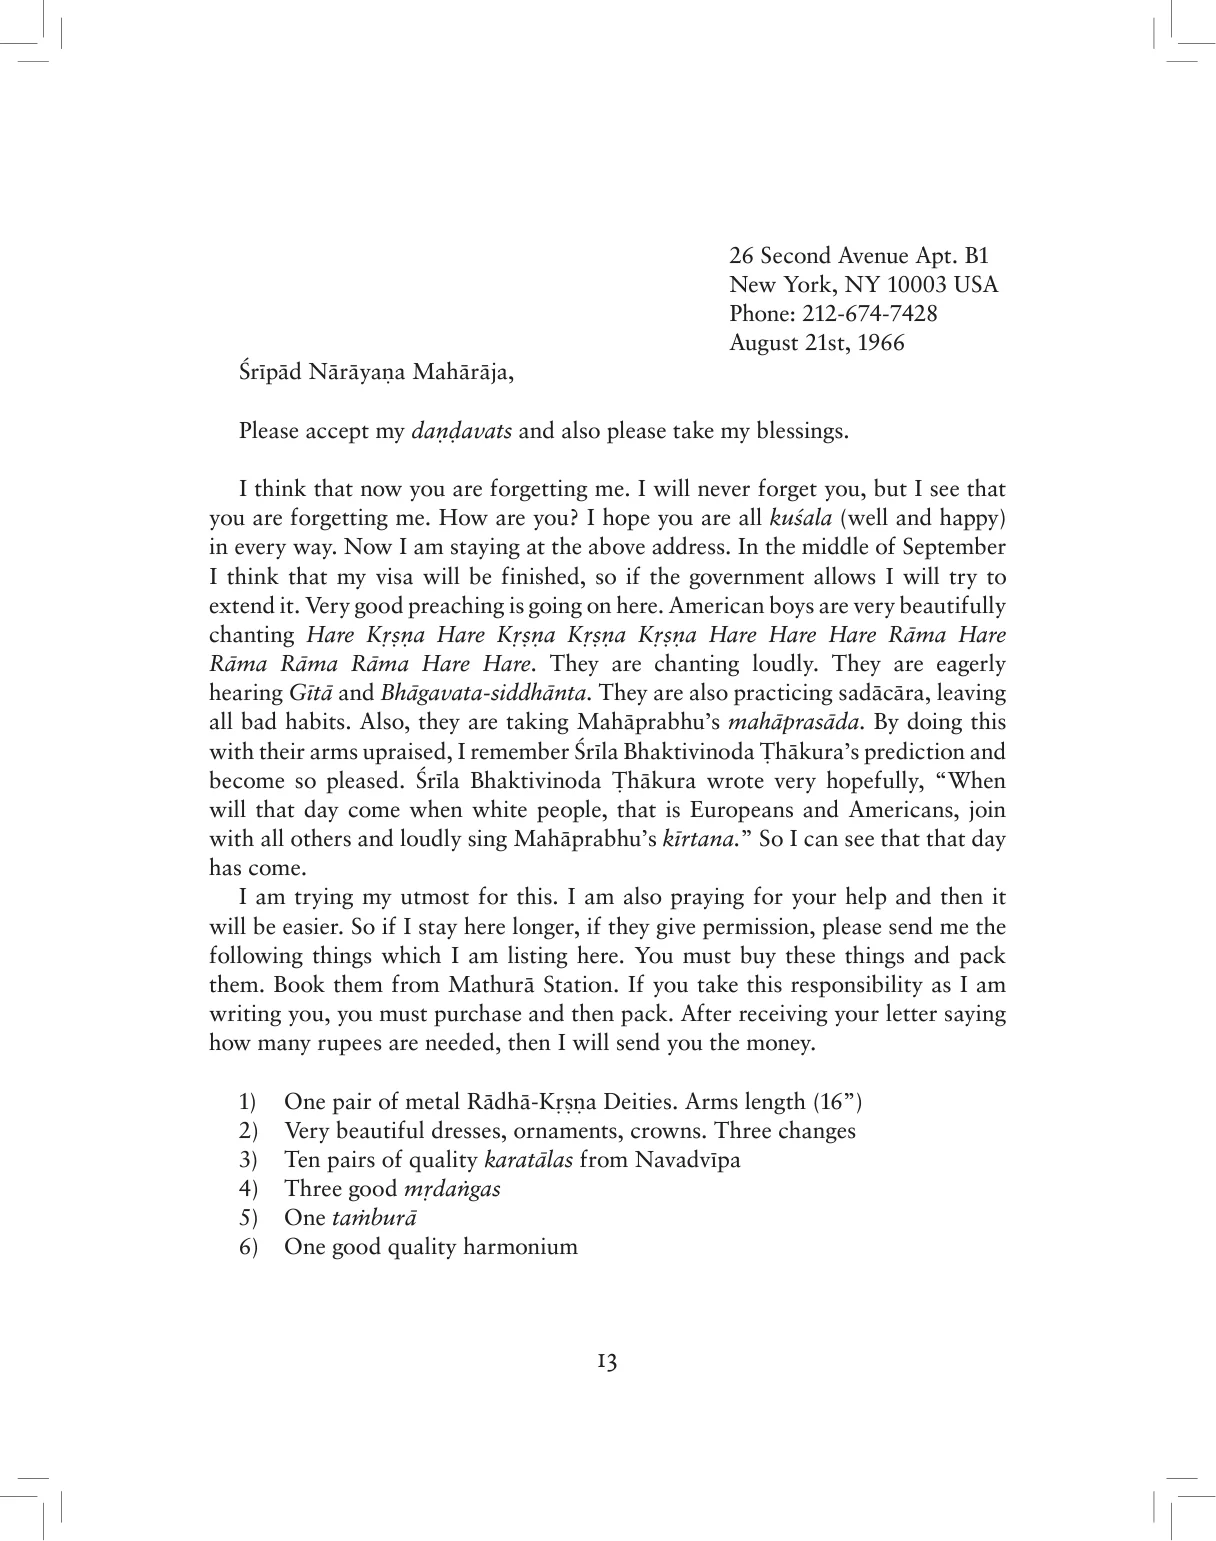 26 Second Avenue Apt. B1
New York, NY 10003 USA
Phone: 212-674-7428
August 21st, 1966
Śrīpād Nārāyaṇa Mahārāja,
Please accept my daṇḍavats and also please take my blessings.
I think that now you are forgetting me. I will never forget you, but I see that
you are forgetting me. How are you? I hope you are all kuśala (well and happy)
in every way. Now I am staying at the above address. In the middle of September
I think that my visa will be finished, so if the government allows I will try to
extend it. Very good preaching is going on here. American boys are very beautifully
chanting Hare Kṛṣṇa Hare Kṛṣṇa Kṛṣṇa Kṛṣṇa Hare Hare Hare Rāma Hare
Rāma Rāma Rāma Hare Hare. They are chanting loudly. They are eagerly
hearing Gītā and Bhāgavata-siddhānta. They are also practicing sadācāra, leaving
all bad habits. Also, they are taking Mahāprabhu’s mahāprasāda. By doing this
with their arms upraised, I remember Śrīla Bhaktivinoda Ṭhākura’s prediction and
become so pleased. Śrīla Bhaktivinoda Ṭhākura wrote very hopefully, “When
will that day come when white people, that is Europeans and Americans, join
with all others and loudly sing Mahāprabhu’s kīrtana.” So I can see that that day
has come.
I am trying my utmost for this. I am also praying for your help and then it
will be easier. So if I stay here longer, if they give permission, please send me the
following things which I am listing here. You must buy these things and pack
them. Book them from Mathurā Station. If you take this responsibility as I am
writing you, you must purchase and then pack. After receiving your letter saying
how many rupees are needed, then I will send you the money.
1) One pair of metal Rādhā-Kṛṣṇa Deities. Arms length (16”)
2) Very beautiful dresses, ornaments, crowns. Three changes
3) Ten pairs of quality karatālas from Navadvīpa
4) Three good mṛdaṅgas
5) One taṁburā
6) One good quality harmonium
13